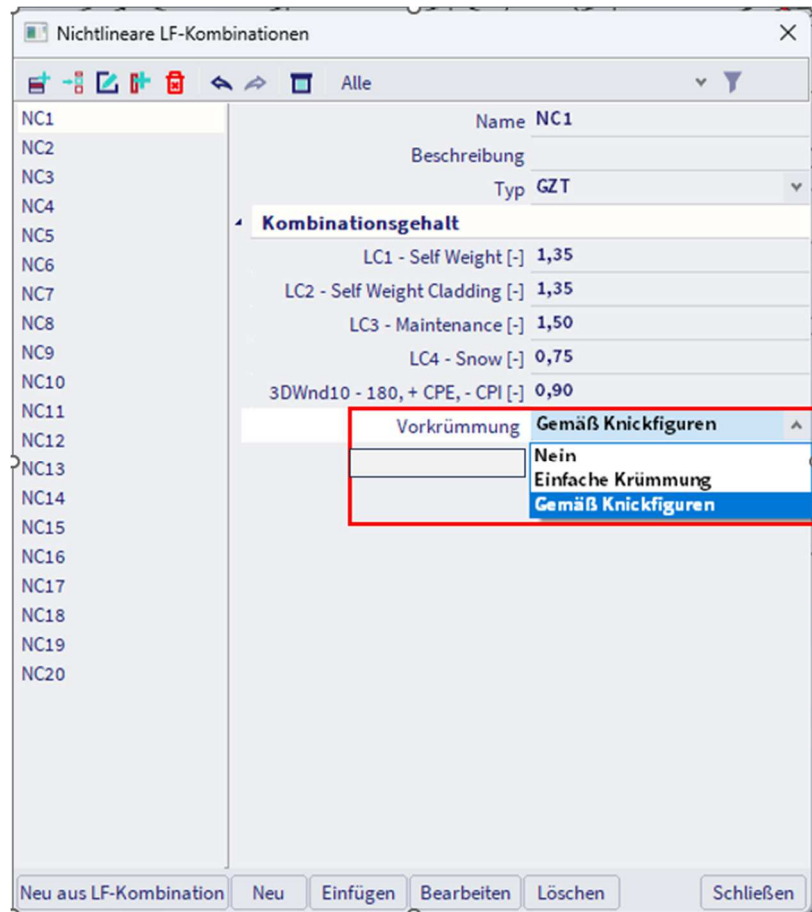 Nichtlineare LF-Kombinationen
Alle
NC1
NC2
NC3
NC4
NC5
NC6
NC7
NC8
NC9
NC10
NC11
NC12
NC13
NC14
NC15
NC16
NC17
NC18
NC19
NC20
Name NC1
Beschreibung
Typ GZT
Kombinationsgehalt
LC1 - Self Weight [-] 1,35
LC2 - Self Weight Cladding [-] 1,35
LC3 - Maintenance [-] 1,50
LC4 - Snow [-] 0,75
3DWnd10 - 180, + CPE, - CPI [-] 0,90
Vorkrümmung Gemäß Knickfiguren
Nein
Einfache Krümmung
Gemäß Knickfiguren
Neu aus LF-Kombination Neu Einfügen Bearbeiten Löschen Schließen